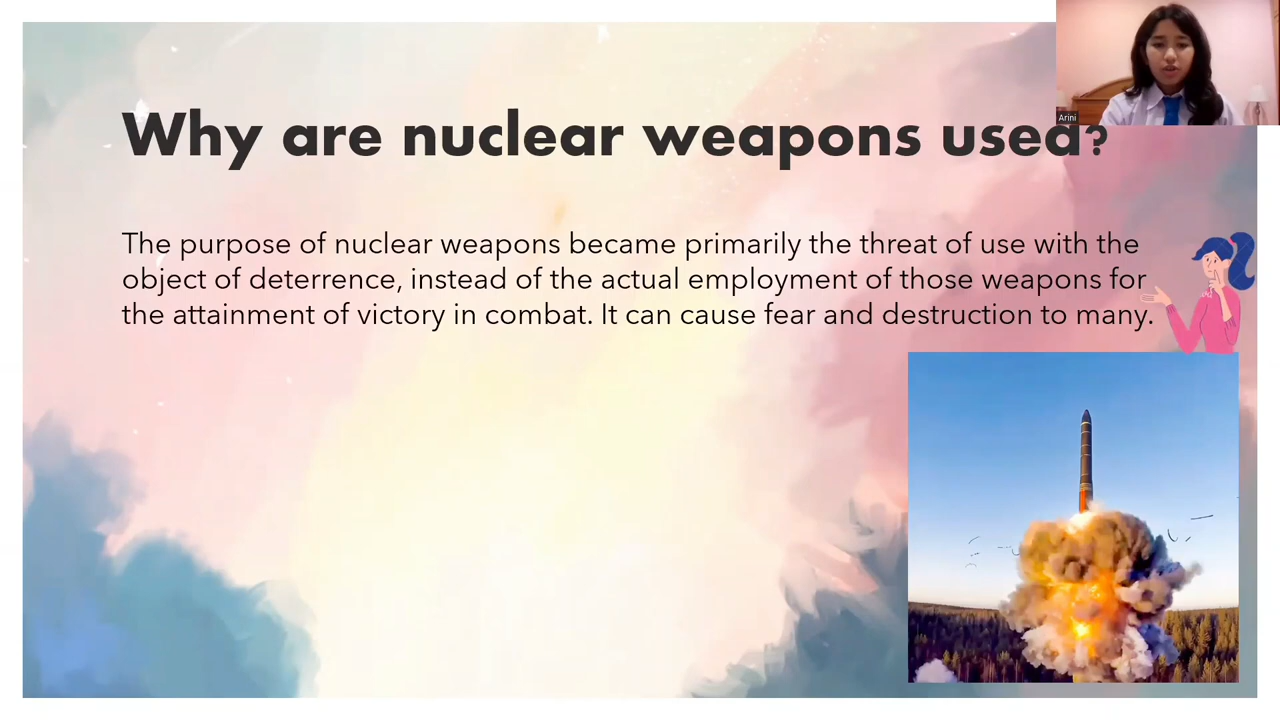 Why are nuclear weapons used?
Arini
The purpose of nuclear weapons became primarily the threat of use with the
object of deterrence, instead of the actual employment of those weapons for
the attainment of victory in combat. It can cause fear and destruction to many.